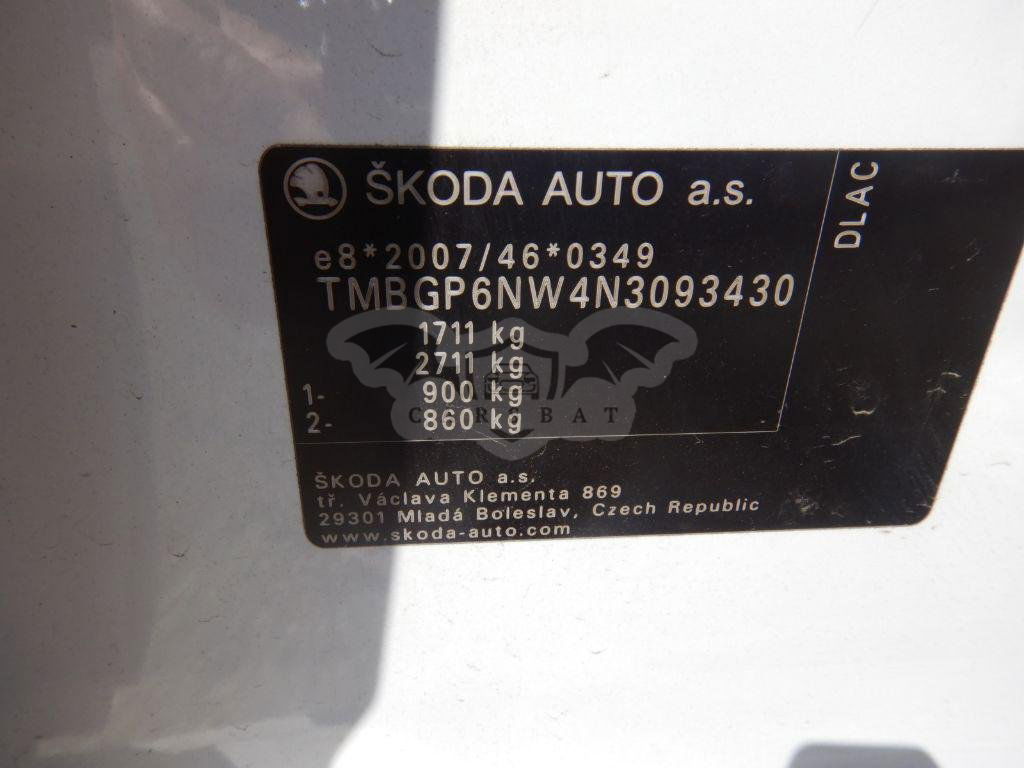 ŠKODA AUTO a.s.
DLAC
e8*2007/46*0349
TMBGP6NW4N3093430
1711 kg
2711 kg
1- 900 kg
2- 860 kg
CARSBAT
ŠKODA AUTO a.s.
tř. Václava Klementa 869
29301 Mladá Boleslav, Czech Republic
www.skoda-auto.com